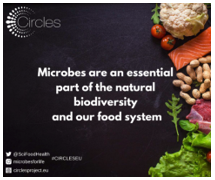 Circles
Microbes are an essential
part of the natural
biodiversity
and our food system
@SciFoodHealth
microbesforlife
#CIRCLESEU
circlesproject.eu